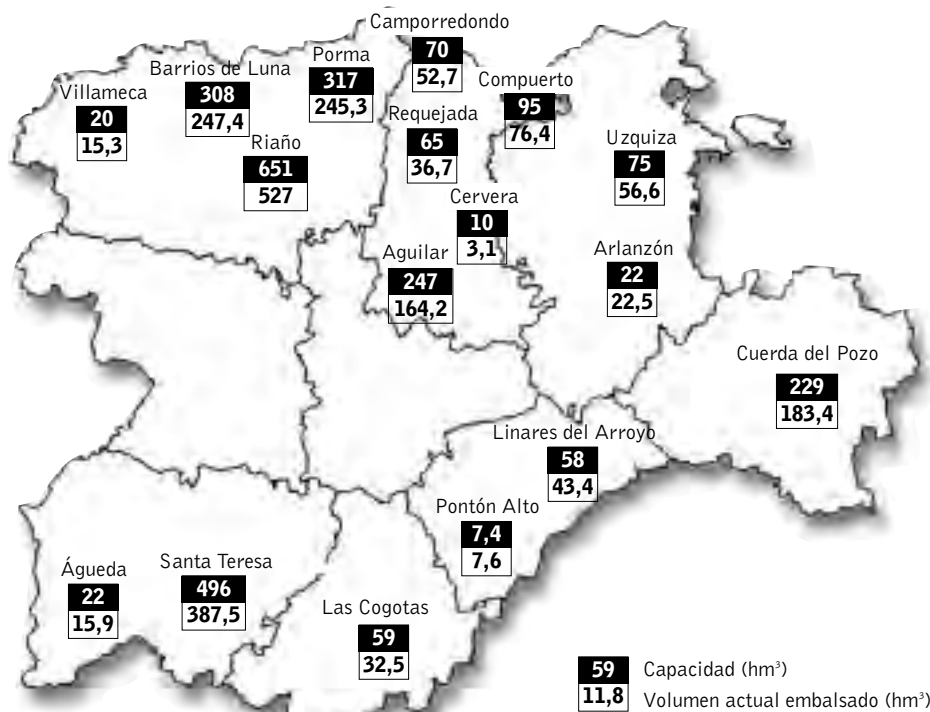 Camporredondo
70
52,7
Porma
317
245,3
Barrios de Luna
308
247,4
Villameca
20
15,3
Compuerto
95
76,4
Requejada
65
36,7
Riaño
651
527
Uzquiza
75
56,6
Cervera
10
3,1
Aguilar
247
164,2
Arlanzón
22
22,5
Cuerda del Pozo
229
183,4
Linares del Arroyo
58
43,4
Pontón Alto
7,4
7,6
Águeda
22
15,9
Santa Teresa
496
387,5
Las Cogotas
59
32,5
59 Capacidad (hm³)
11,8 Volumen actual embalsado (hm³)